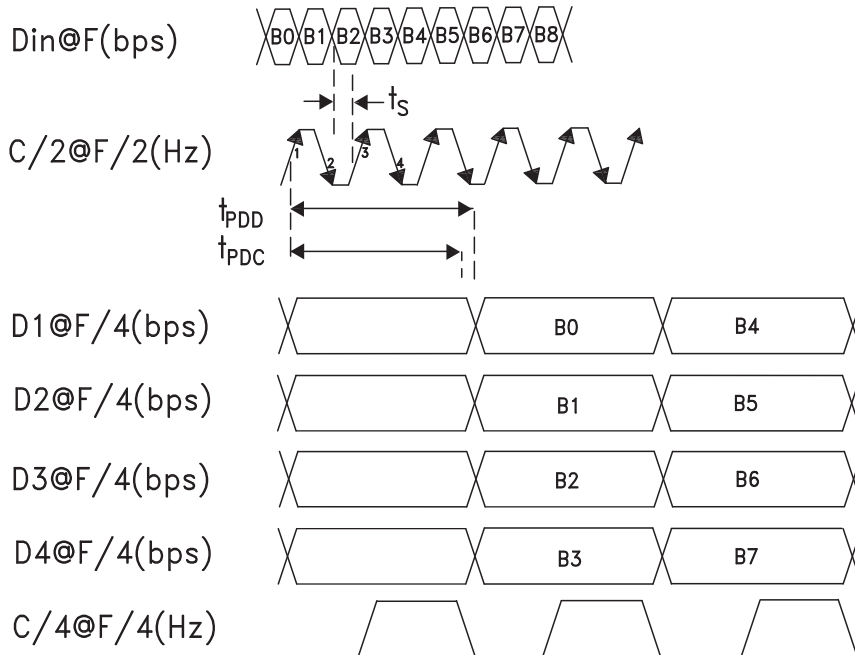 Din@F(bps)
B0 B1 B2 B3 B4 B5 B6 B7 B8
tS
C/2@F/2(Hz)
1 2 3 4
tPDD
tPDC
D1@F/4(bps)
B0 B4
D2@F/4(bps)
B1 B5
D3@F/4(bps)
B2 B6
D4@F/4(bps)
B3 B7
C/4@F/4(Hz)